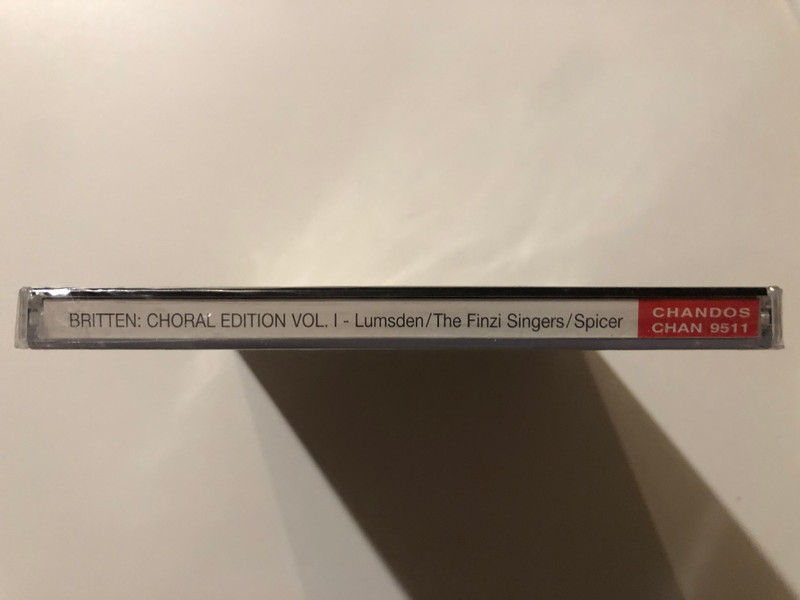 BRITTEN: CHORAL EDITION VOL. I - Lumsden/The Finzi Singers/Spicer
CHANDOS
CHAN 9511